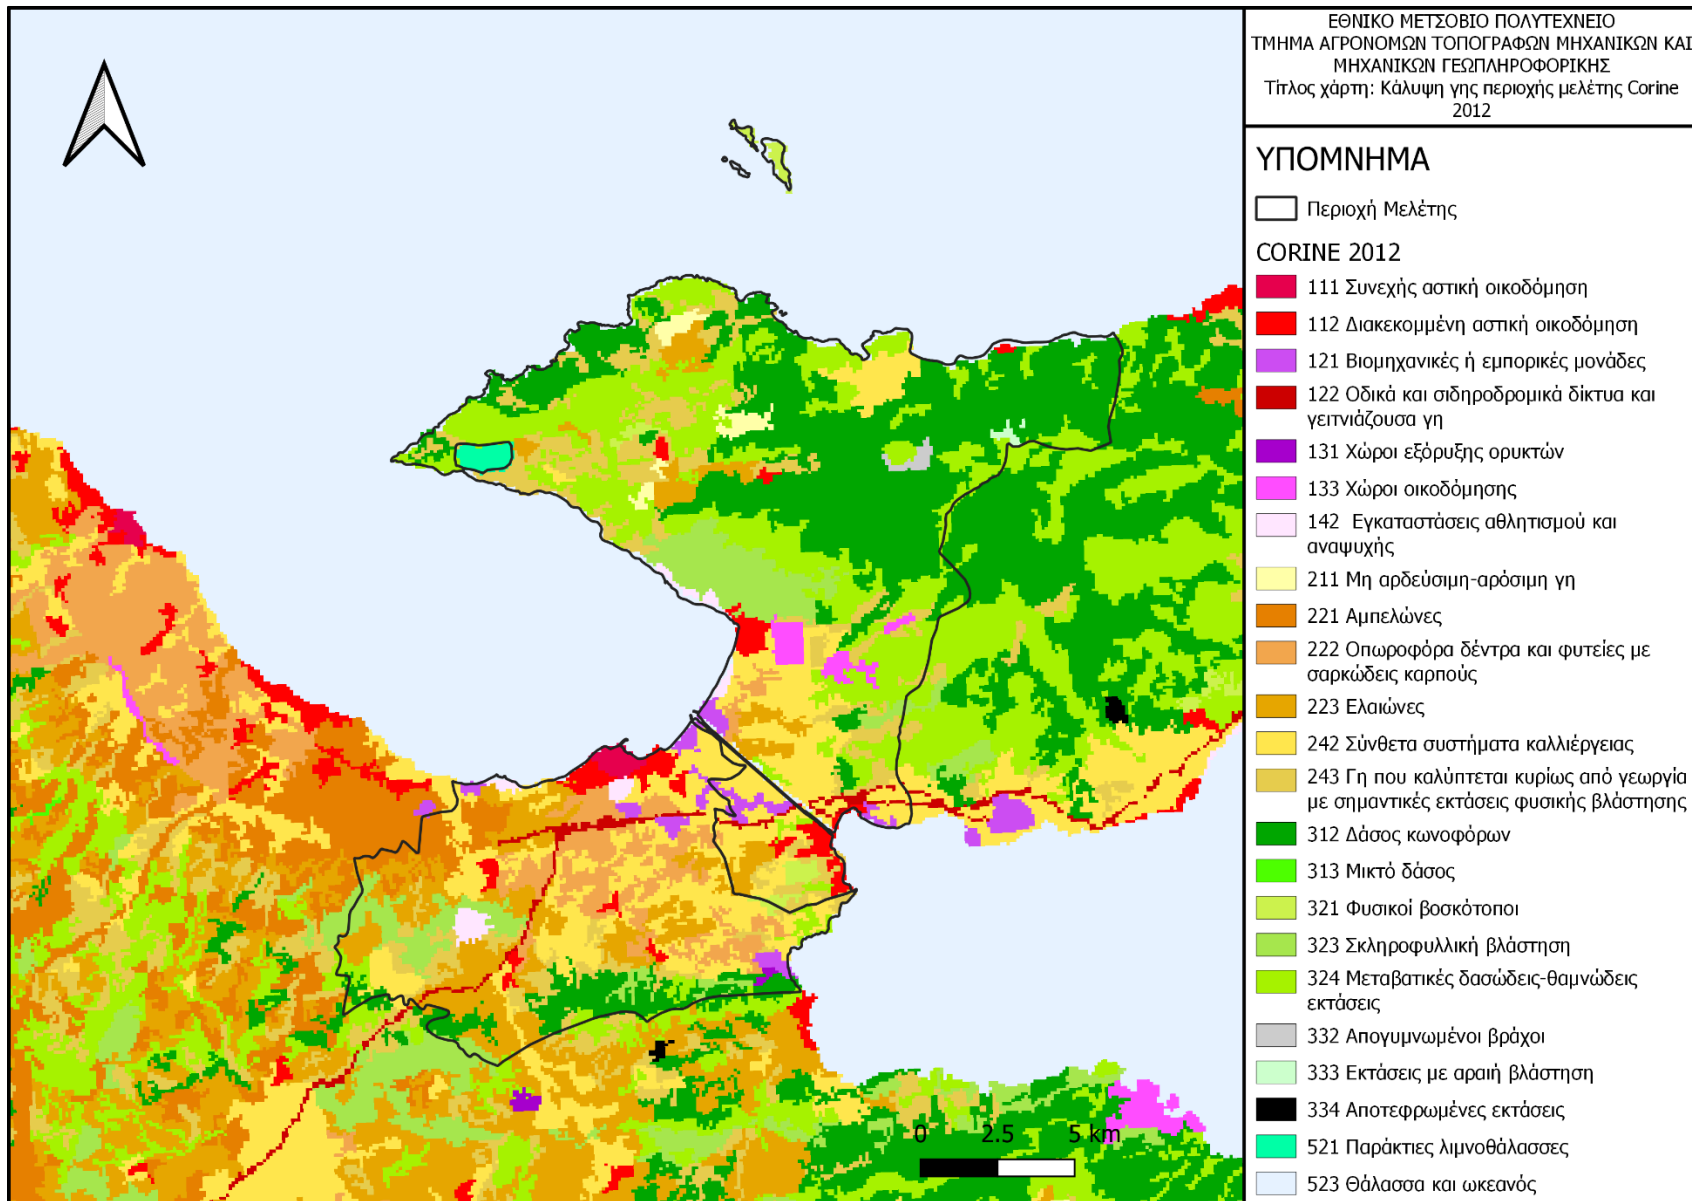 ΕΘΝΙΚΟ ΜΕΤΣΟΒΙΟ ΠΟΛΥΤΕΧΝΕΙΟ
ΤΜΗΜΑ ΑΓΡΟΝΟΜΩΝ ΤΟΠΟΓΡΑΦΩΝ ΜΗΧΑΝΙΚΩΝ ΚΑΙ
ΜΗΧΑΝΙΚΩΝ ΓΕΩΠΛΗΡΟΦΟΡΙΚΗΣ
Τίτλος χάρτη: Κάλυψη γης περιοχής μελέτης Corine
2012
ΥΠΟΜΝΗΜΑ
Περιοχή Μελέτης
CORINE 2012
111 Συνεχής αστική οικοδόμηση
112 Διακεκομμένη αστική οικοδόμηση
121 Βιομηχανικές ή εμπορικές μονάδες
122 Οδικά και σιδηροδρομικά δίκτυα και
γειτνιάζουσα γη
131 Χώροι εξόρυξης ορυκτών
133 Χώροι οικοδόμησης
142 Εγκαταστάσεις αθλητισμού και
αναψυχής
211 Μη αρδεύσιμη-αρόσιμη γη
221 Αμπελώνες
222 Οπωροφόρα δέντρα και φυτείες με
σαρκώδεις καρπούς
223 Ελαιώνες
242 Σύνθετα συστήματα καλλιέργειας
243 Γη που καλύπτεται κυρίως από γεωργία
με σημαντικές εκτάσεις φυσικής βλάστησης
312 Δάσος κωνοφόρων
313 Μικτό δάσος
321 Φυσικοί βοσκότοποι
323 Σκληροφυλλική βλάστηση
324 Μεταβατικές δασώδεις-θαμνώδεις
εκτάσεις
332 Απογυμνωμένοι βράχοι
333 Εκτάσεις με αραιή βλάστηση
334 Αποτεφρωμένες εκτάσεις
521 Παράκτιες λιμνοθάλασσες
523 Θάλασσα και ωκεανός
0 2.5 5 km